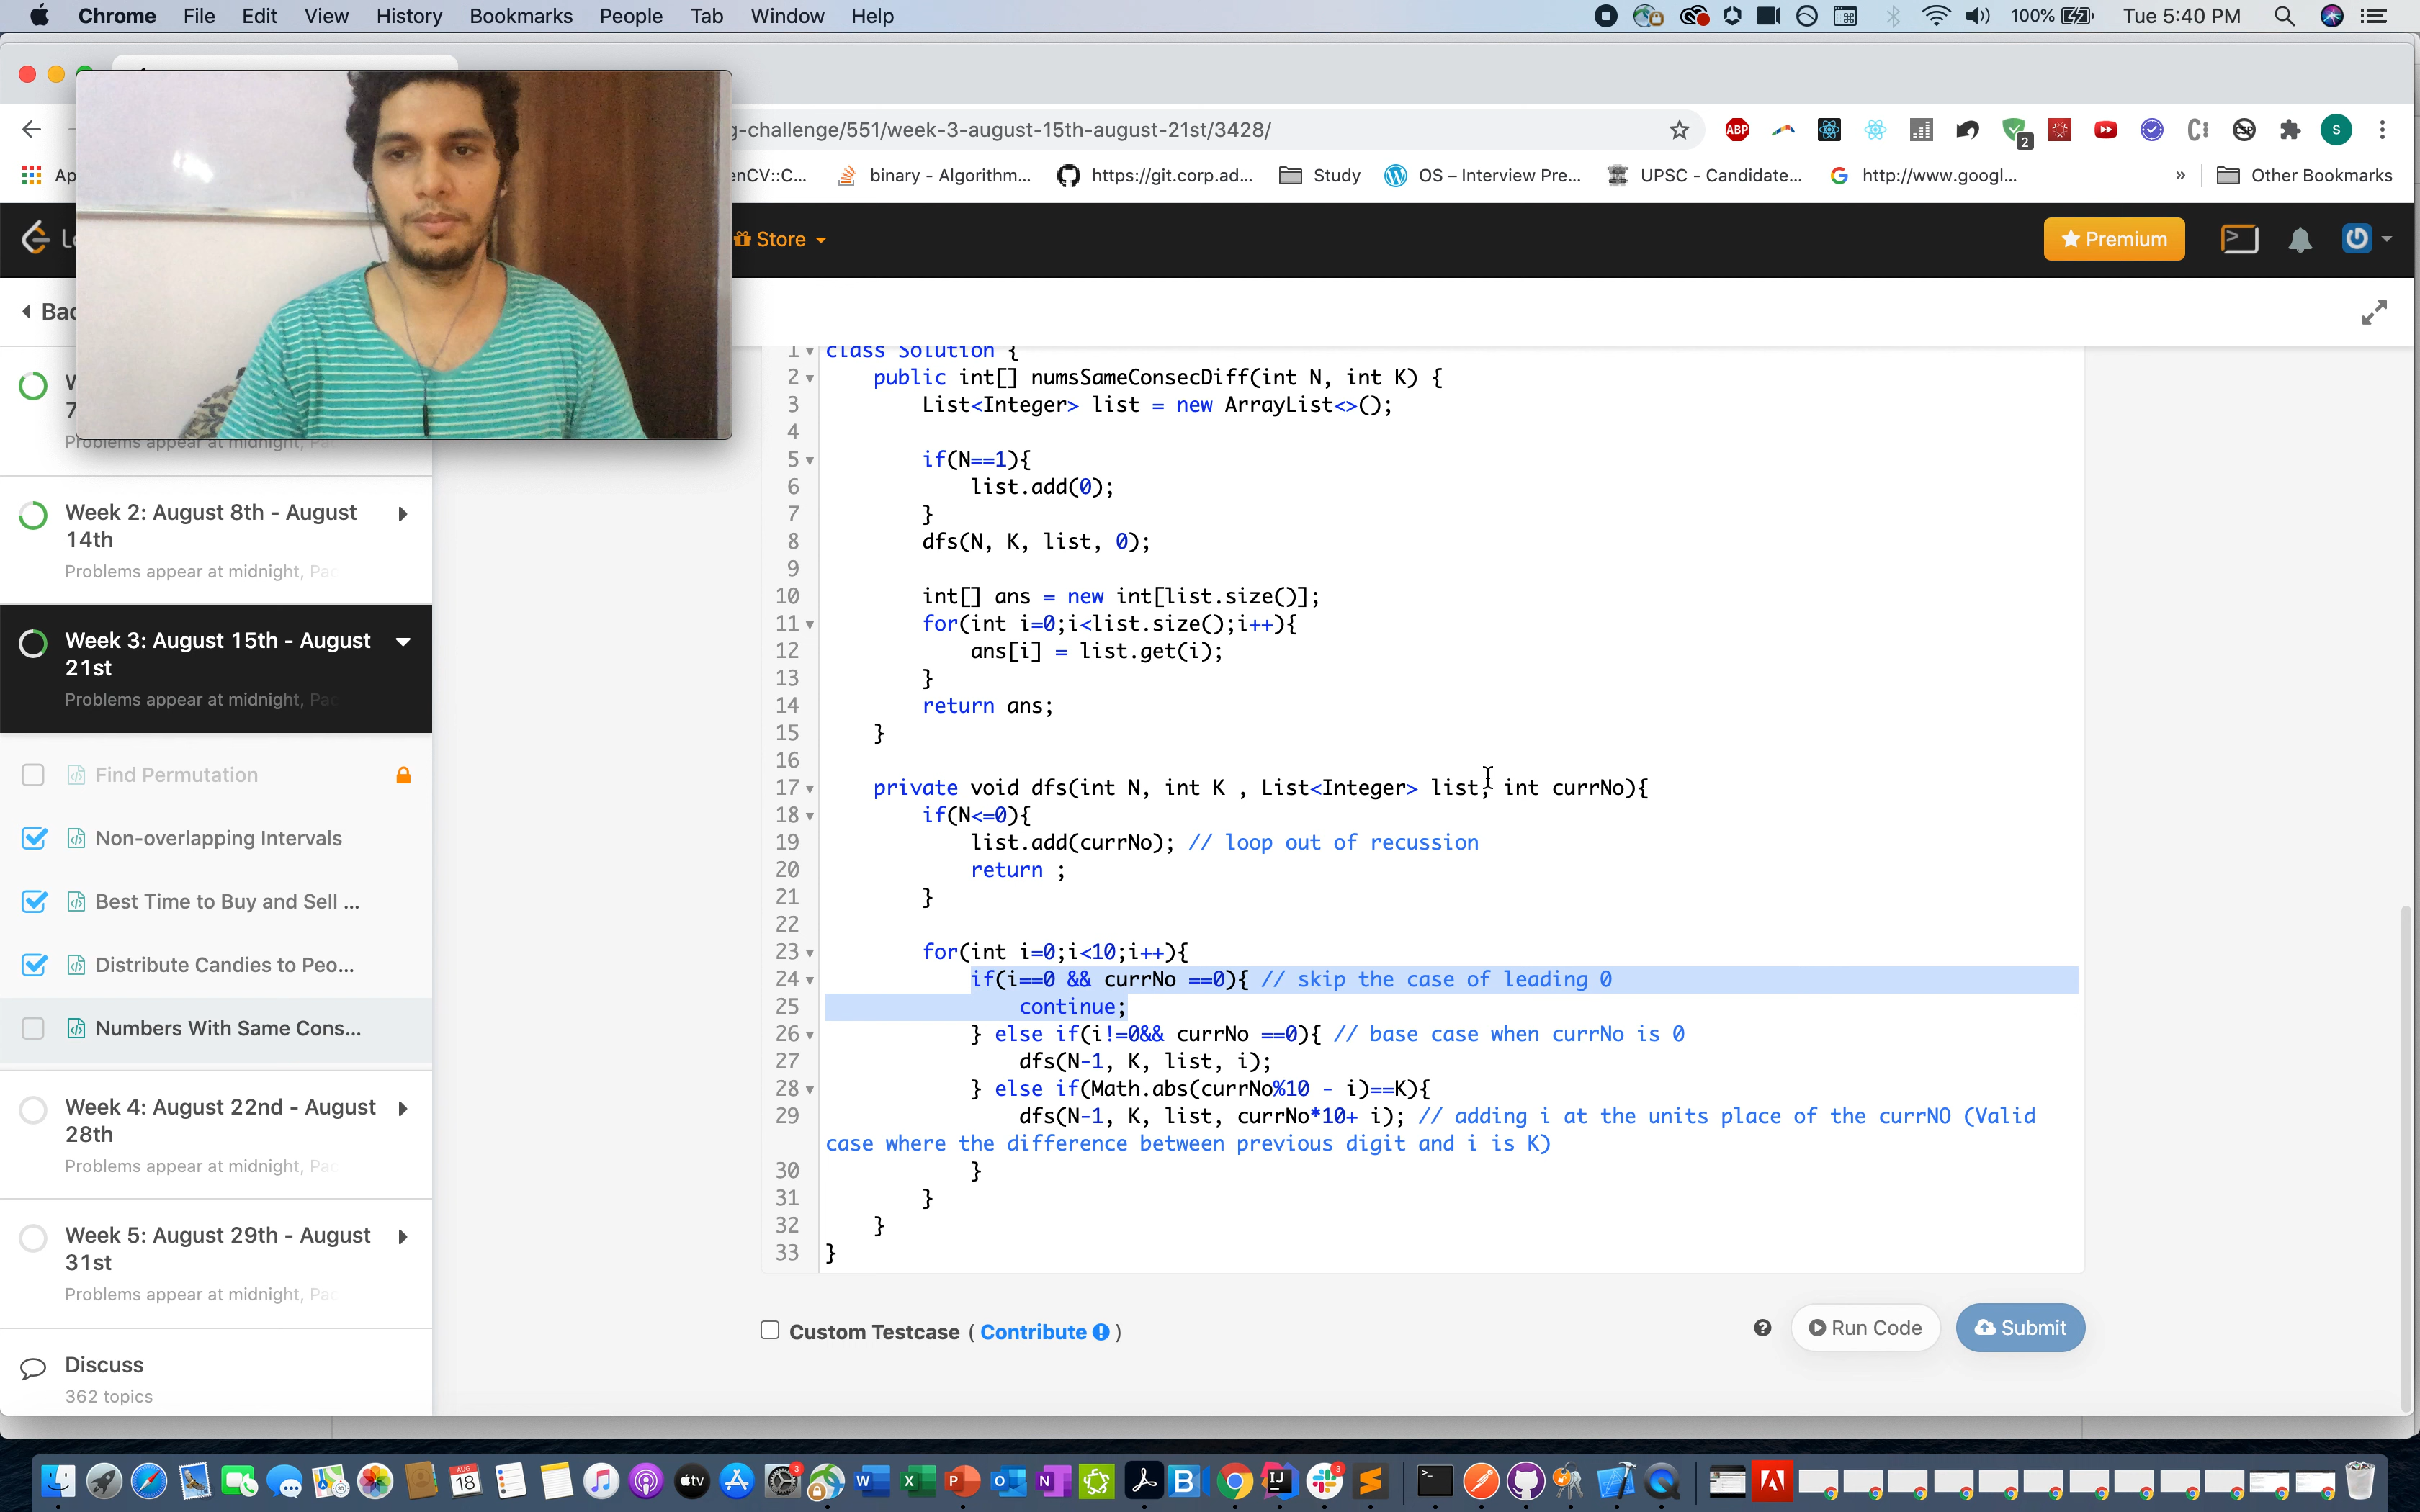 Chrome File Edit View History Bookmarks People Tab Window Help
100% Tue 5:40 PM
g-challenge/551/week-3-august-15th-august-21st/3428/
ABP
2
S
enCV::C... binary - Algorithm... https://git.corp.ad... Study OS – Interview Pre... UPSC - Candidate... http://www.googl... » Other Bookmarks
Store
Premium
Problems appear at midnight, Pac
Week 2: August 8th - August
14th
Problems appear at midnight, Pac
Week 3: August 15th - August
21st
Problems appear at midnight, Pac
Find Permutation
Non-overlapping Intervals
Best Time to Buy and Sell ...
Distribute Candies to Peo...
Numbers With Same Cons...
Week 4: August 22nd - August
28th
Problems appear at midnight, Pac
Week 5: August 29th - August
31st
Problems appear at midnight, Pac
Discuss
362 topics
1 class Solution {
2 public int[] numsSameConsecDiff(int N, int K) {
3 List<Integer> list = new ArrayList<>();
4
5 if(N==1){
6 list.add(0);
7 }
8 dfs(N, K, list, 0);
9
10 int[] ans = new int[list.size()];
11 for(int i=0;i<list.size();i++){
12 ans[i] = list.get(i);
13 }
14 return ans;
15 }
16
17 private void dfs(int N, int K , List<Integer> list, int currNo){
18 if(N<=0){
19 list.add(currNo); // loop out of recussion
20 return ;
21 }
22
23 for(int i=0;i<10;i++){
24 if(i==0 && currNo ==0){ // skip the case of leading 0
25 continue;
26 } else if(i!=0&& currNo ==0){ // base case when currNo is 0
27 dfs(N-1, K, list, i);
28 } else if(Math.abs(currNo%10 - i)==K){
29 dfs(N-1, K, list, currNo*10+ i); // adding i at the units place of the currNO (Valid
case where the difference between previous digit and i is K)
30 }
31 }
32 }
33 }
Custom Testcase ( Contribute )
Run Code
Submit
AUG
18
tv
3
W X P O N B IJ 3